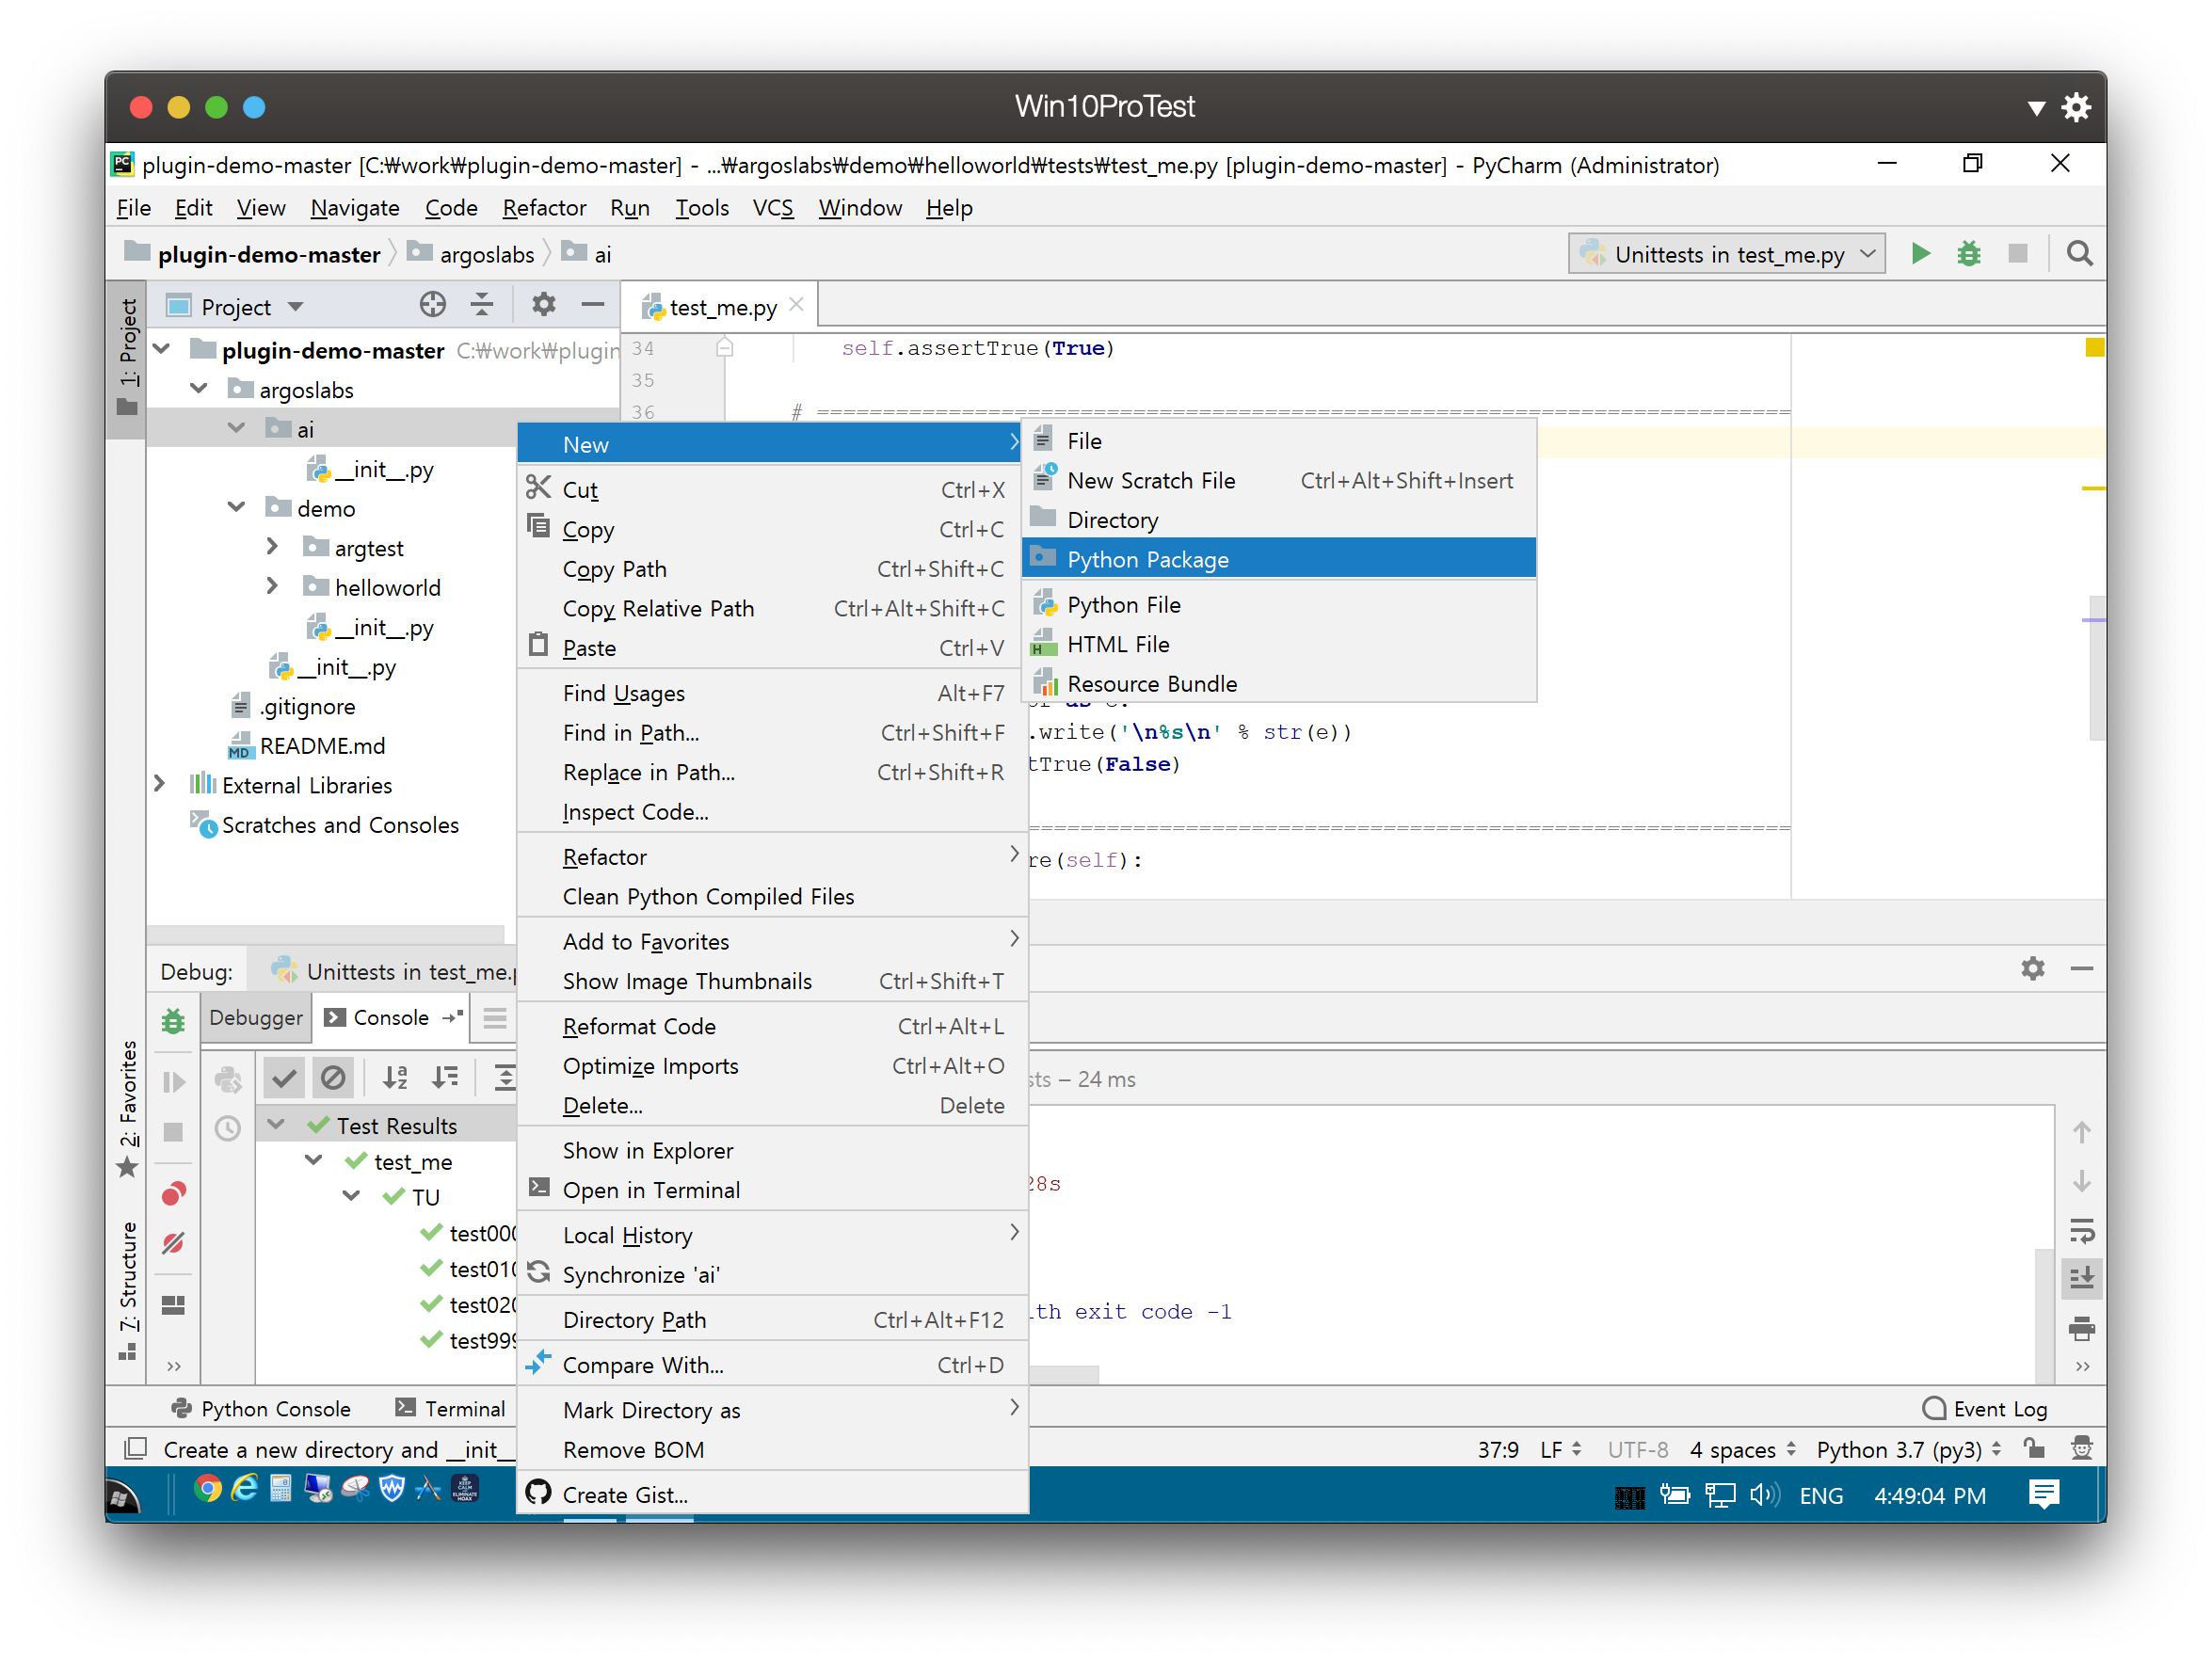 Win10ProTest
plugin-demo-master [C:₩work₩plugin-demo-master] - ...₩argoslabs₩demo₩helloworld₩tests₩test_me.py [plugin-demo-master] - PyCharm (Administrator)
File Edit View Navigate Code Refactor Run Tools VCS Window Help
plugin-demo-master argoslabs ai
Unittests in test_me.py
1: Project
Project
test_me.py
plugin-demo-master C:₩work₩plugin
argoslabs
ai
__init__.py
demo
argtest
helloworld
__init__.py
__init__.py
.gitignore
MD README.md
External Libraries
Scratches and Consoles
34 self.assertTrue(True)
35
36 # ==========================================================================
New
Cut Ctrl+X
Copy Ctrl+C
Copy Path Ctrl+Shift+C
Copy Relative Path Ctrl+Alt+Shift+C
Paste Ctrl+V
Find Usages Alt+F7
Find in Path... Ctrl+Shift+F
Replace in Path... Ctrl+Shift+R
Inspect Code...
Refactor
Clean Python Compiled Files
Add to Favorites
Show Image Thumbnails Ctrl+Shift+T
Reformat Code Ctrl+Alt+L
Optimize Imports Ctrl+Alt+O
Delete... Delete
Show in Explorer
Open in Terminal
Local History
Synchronize 'ai'
Directory Path Ctrl+Alt+F12
Compare With... Ctrl+D
Mark Directory as
Remove BOM
Create Gist...
File
New Scratch File Ctrl+Alt+Shift+Insert
Directory
Python Package
Python File
HTML File
Resource Bundle
as e:
.write('\n%s\n' % str(e))
tTrue(False)
==========================================================
re(self):
Debug: Unittests in test_me.p
Debugger Console
sts – 24 ms
2: Favorites
7: Structure
Test Results
test_me
TU
test000
test010
test020
test999
28s
ith exit code -1
Python Console Terminal
Event Log
Create a new directory and __init__
37:9 LF UTF-8 4 spaces Python 3.7 (py3)
ENG 4:49:04 PM